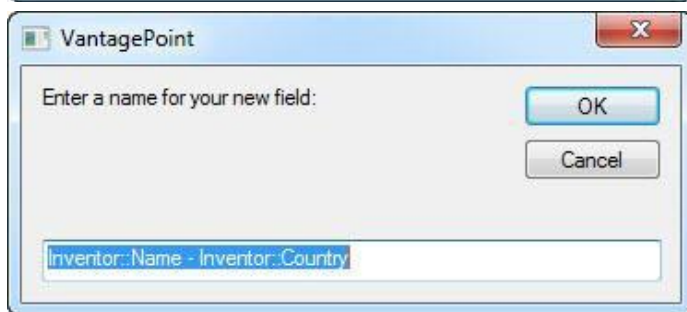 VantagePoint
Enter a name for your new field:
OK
Cancel
Inventor::Name - Inventor::Country